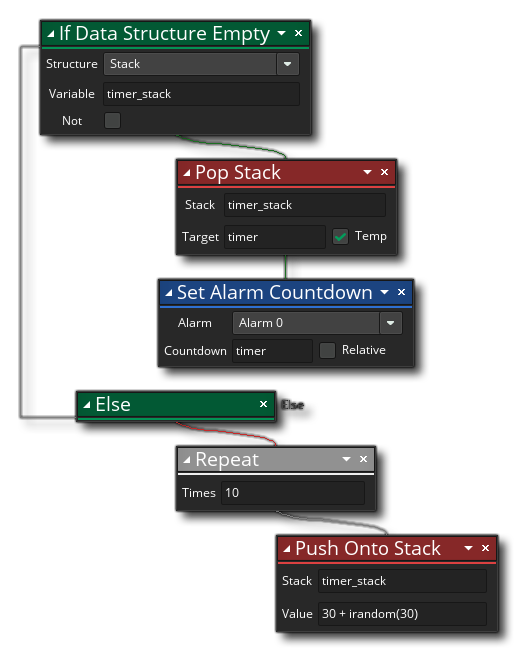 If Data Structure Empty
Structure Stack
Variable timer_stack
Not
Pop Stack
Stack timer_stack
Target timer Temp
Set Alarm Countdown
Alarm Alarm 0
Countdown timer Relative
Else Else
Repeat
Times 10
Push Onto Stack
Stack timer_stack
Value 30 + irandom(30)